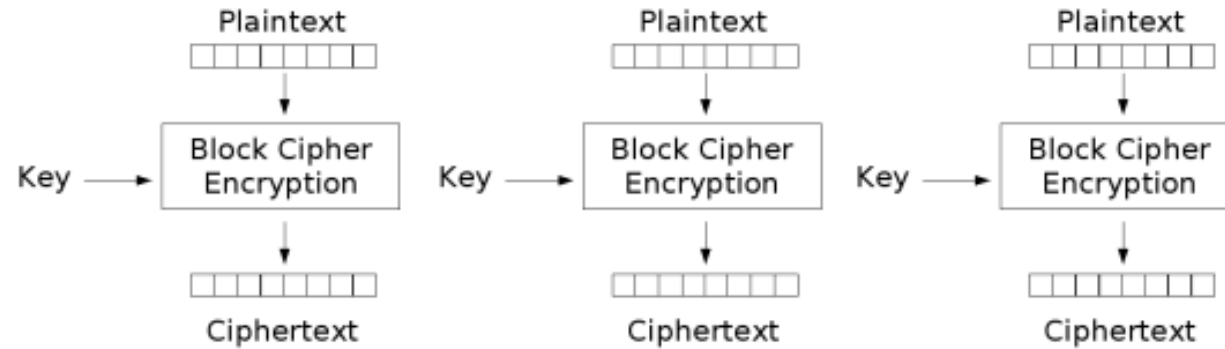 Plaintext Plaintext Plaintext
Block Cipher Block Cipher Block Cipher
Key Encryption Key Encryption Key Encryption
Ciphertext Ciphertext Ciphertext